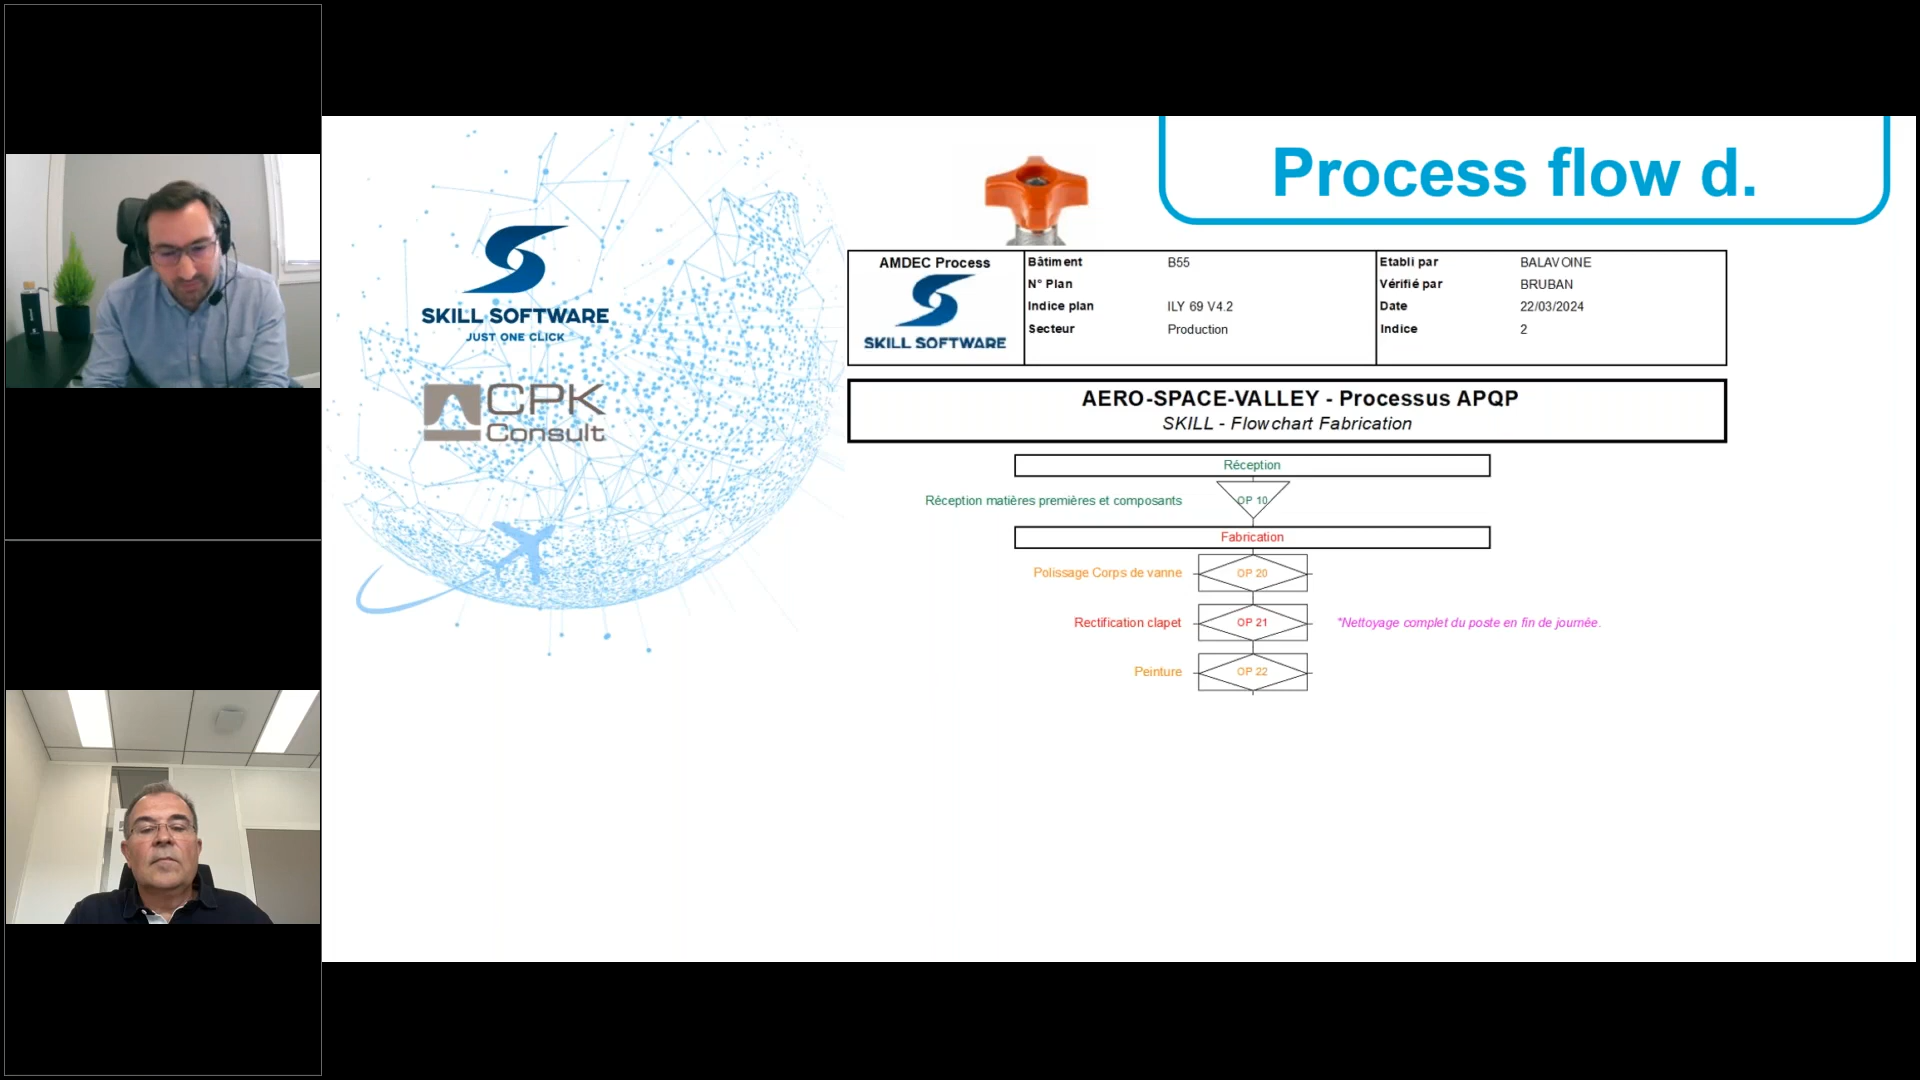 Process flow d.
SKILL SOFTWARE
JUST ONE CLICK
CPK
Consult
AMDEC Process
SKILL SOFTWARE
Bâtiment B55
N° Plan
Indice plan ILY 69 V4.2
Secteur Production
Etabli par BALAVOINE
Vérifié par BRUBAN
Date 22/03/2024
Indice 2
AERO-SPACE-VALLEY - Processus APQP
SKILL - Flowchart Fabrication
Réception
Réception matières premières et composants OP 10
Fabrication
Polissage Corps de vanne OP 20
Rectification clapet OP 21 *Nettoyage complet du poste en fin de journée.
Peinture OP 22